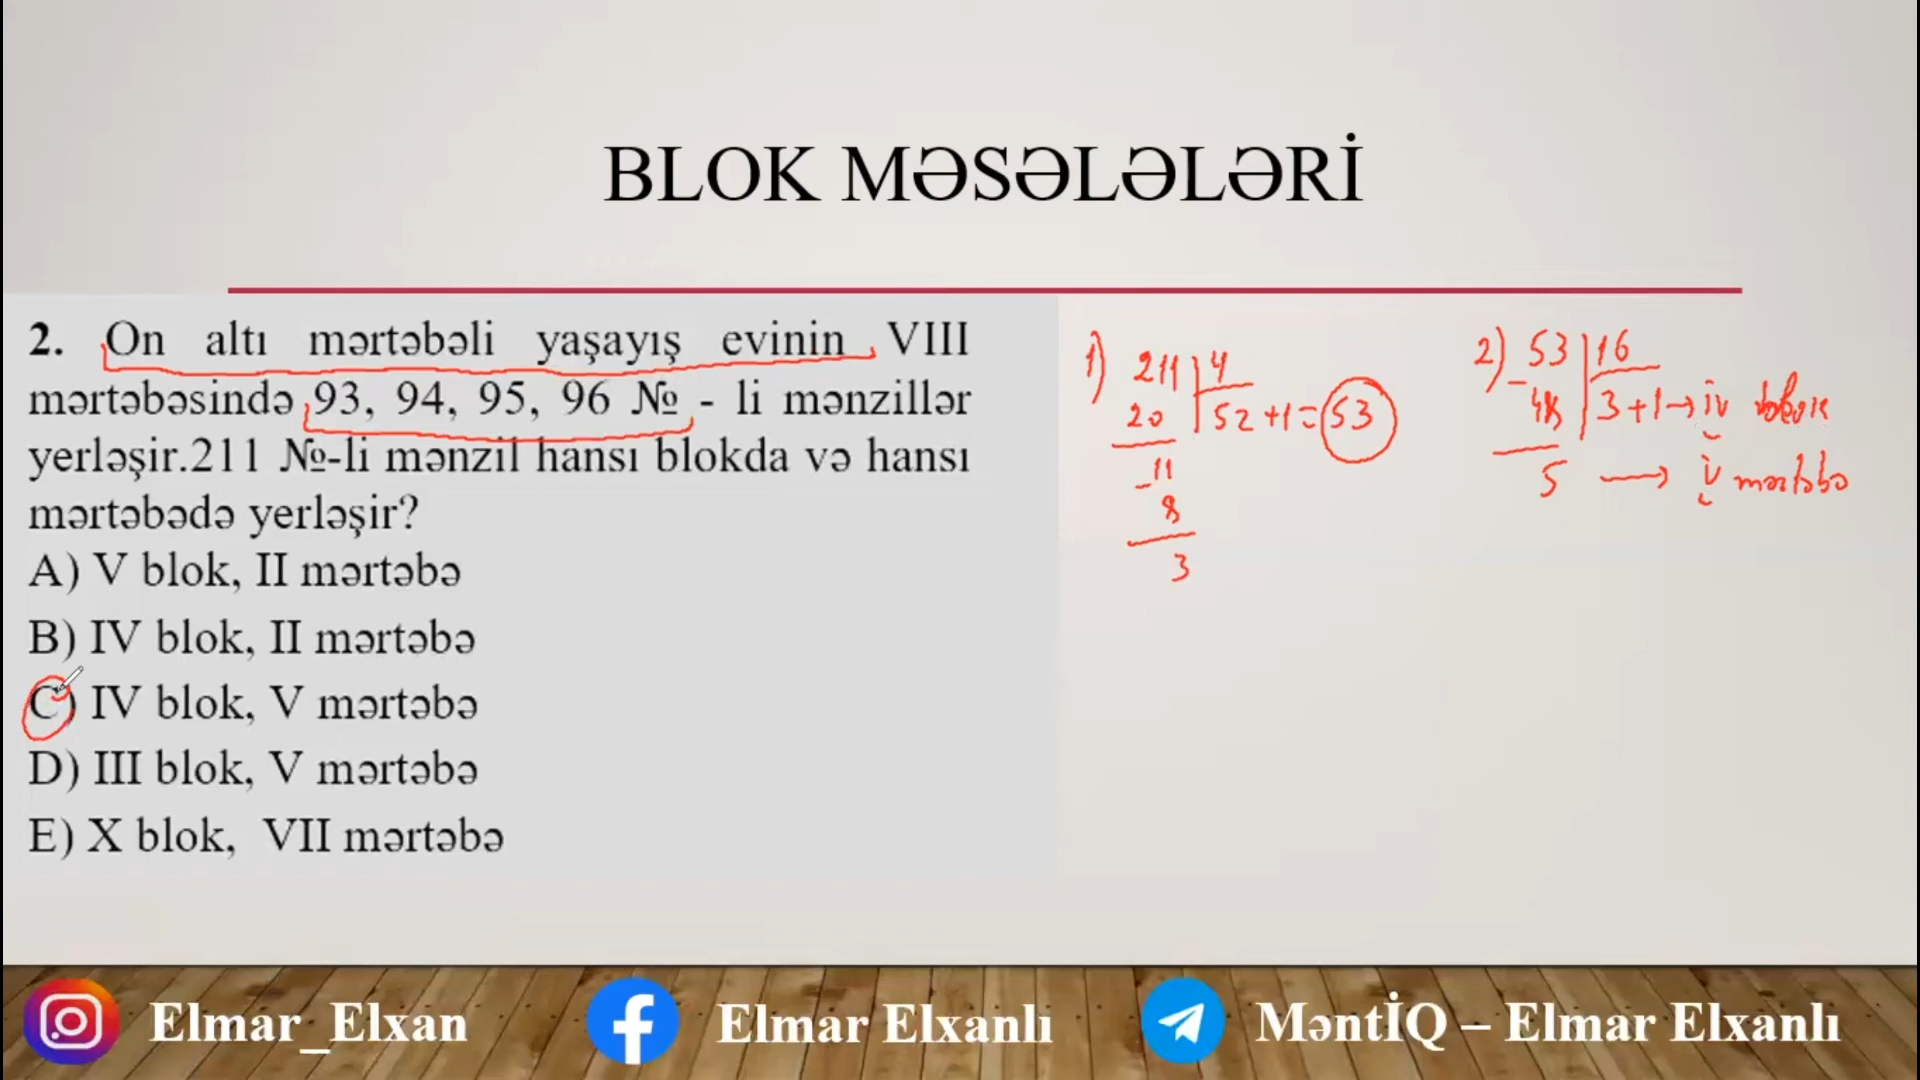 BLOK MƏSƏLƏLƏRİ
2. On altı mərtəbəli yaşayış evinin VIII
mərtəbəsində 93, 94, 95, 96 № - li mənzillər
yerləşir.211 №-li mənzil hansı blokda və hansı
mərtəbədə yerləşir?
A) V blok, II mərtəbə
B) IV blok, II mərtəbə
C) IV blok, V mərtəbə
D) III blok, V mərtəbə
E) X blok, VII mərtəbə
1) 211 4
20 52+1=53
-11
8
3
2) 53 16
-48 3+1→ IV blok
5 → V mərtəbə
Elmar_Elxan
Elmar Elxanlı
MəntİQ – Elmar Elxanlı